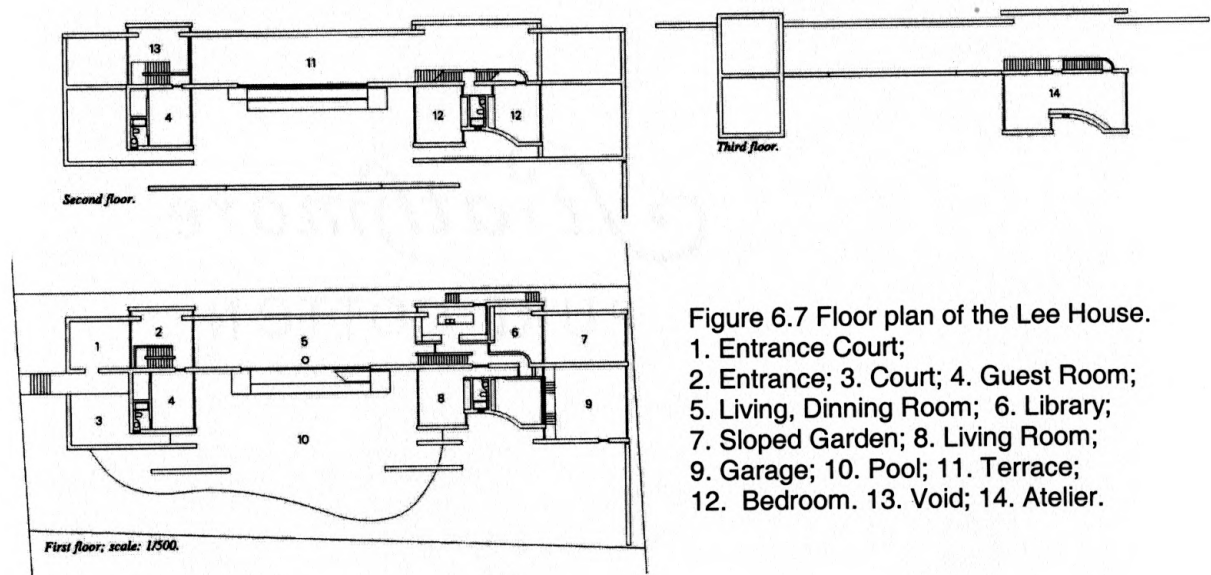 13
11
4
12
12
Second floor.
14
Third floor.
1
2
5
6
7
3
4
8
9
10
First floor; scale: 1/500.
Figure 6.7 Floor plan of the Lee House.
1. Entrance Court;
2. Entrance; 3. Court; 4. Guest Room;
5. Living, Dinning Room; 6. Library;
7. Sloped Garden; 8. Living Room;
9. Garage; 10. Pool; 11. Terrace;
12. Bedroom. 13. Void; 14. Atelier.